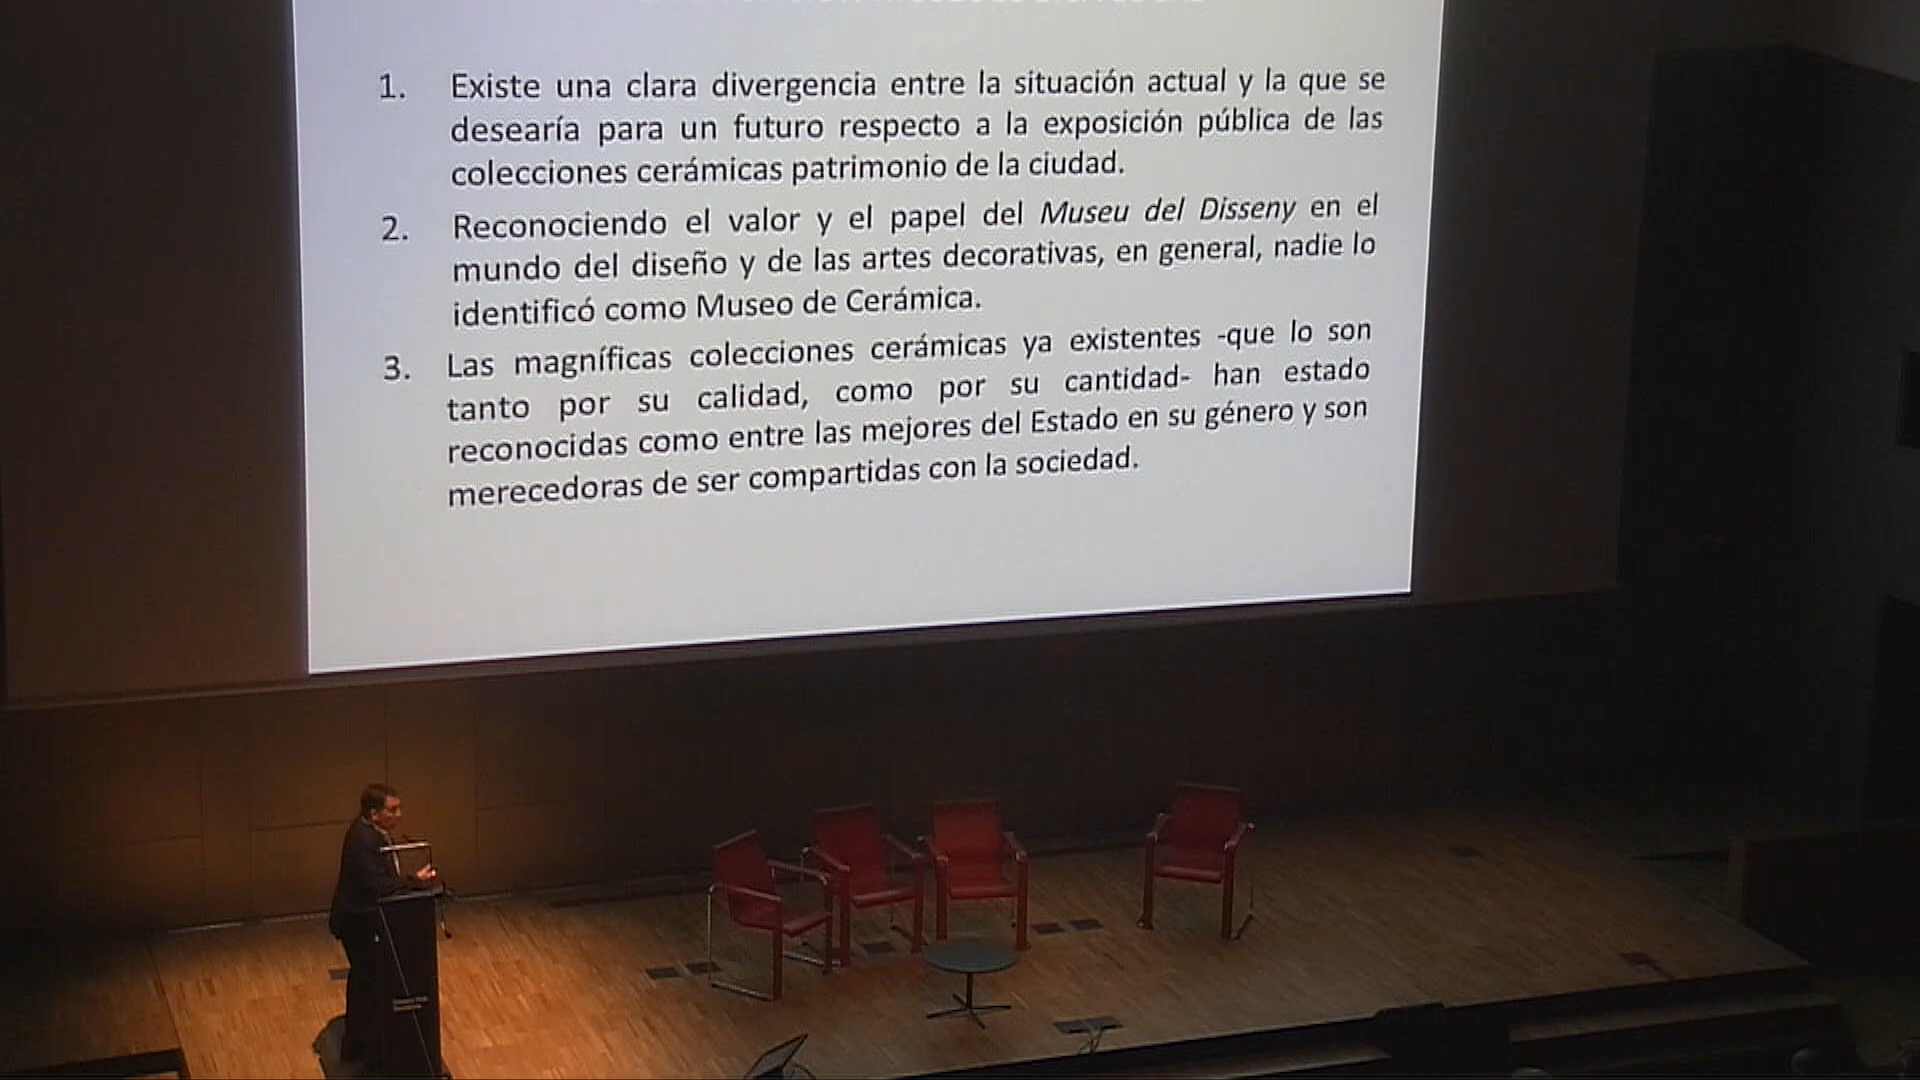 1. Existe una clara divergencia entre la situación actual y la que se
desearía para un futuro respecto a la exposición pública de las
colecciones cerámicas patrimonio de la ciudad.
2. Reconociendo el valor y el papel del Museu del Disseny en el
mundo del diseño y de las artes decorativas, en general, nadie lo
identificó como Museo de Cerámica.
3. Las magníficas colecciones cerámicas ya existentes -que lo son
tanto por su calidad, como por su cantidad- han estado
reconocidas como entre las mejores del Estado en su género y son
merecedoras de ser compartidas con la sociedad.